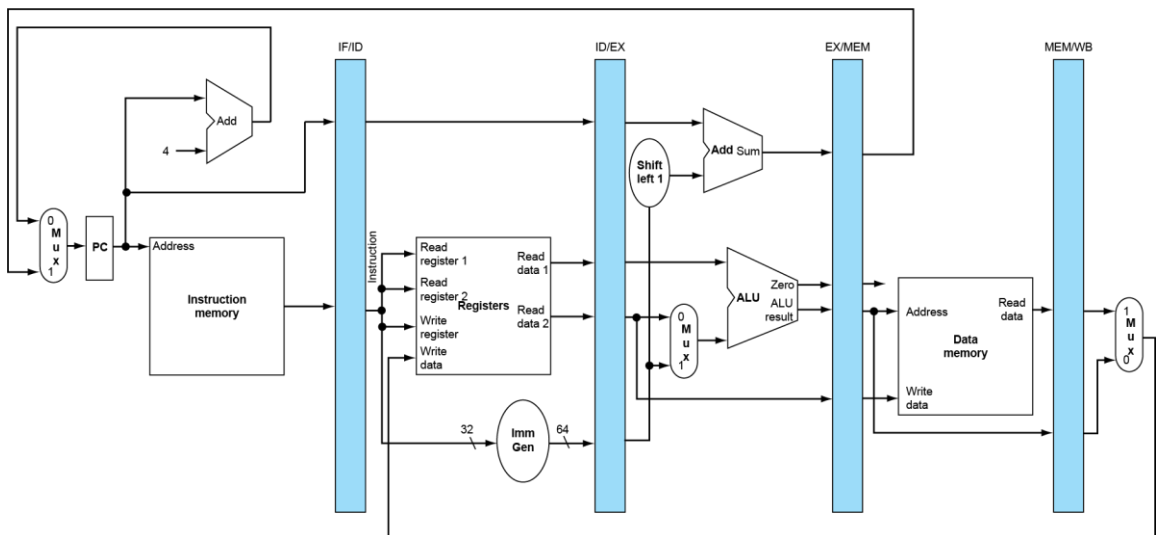 IF/ID
ID/EX
EX/MEM
MEM/WB
Add
4
Add Sum
Shift
left 1
0
M
u
x
1
PC
Address
Instruction
memory
Instruction
Read
register 1
Read
register 2
Registers
Write
register
Write
data
Read
data 1
Read
data 2
0
M
u
x
1
Zero
ALU
ALU
result
Address
Read
data
Data
memory
Write
data
1
M
u
x
0
32
Imm
Gen
64